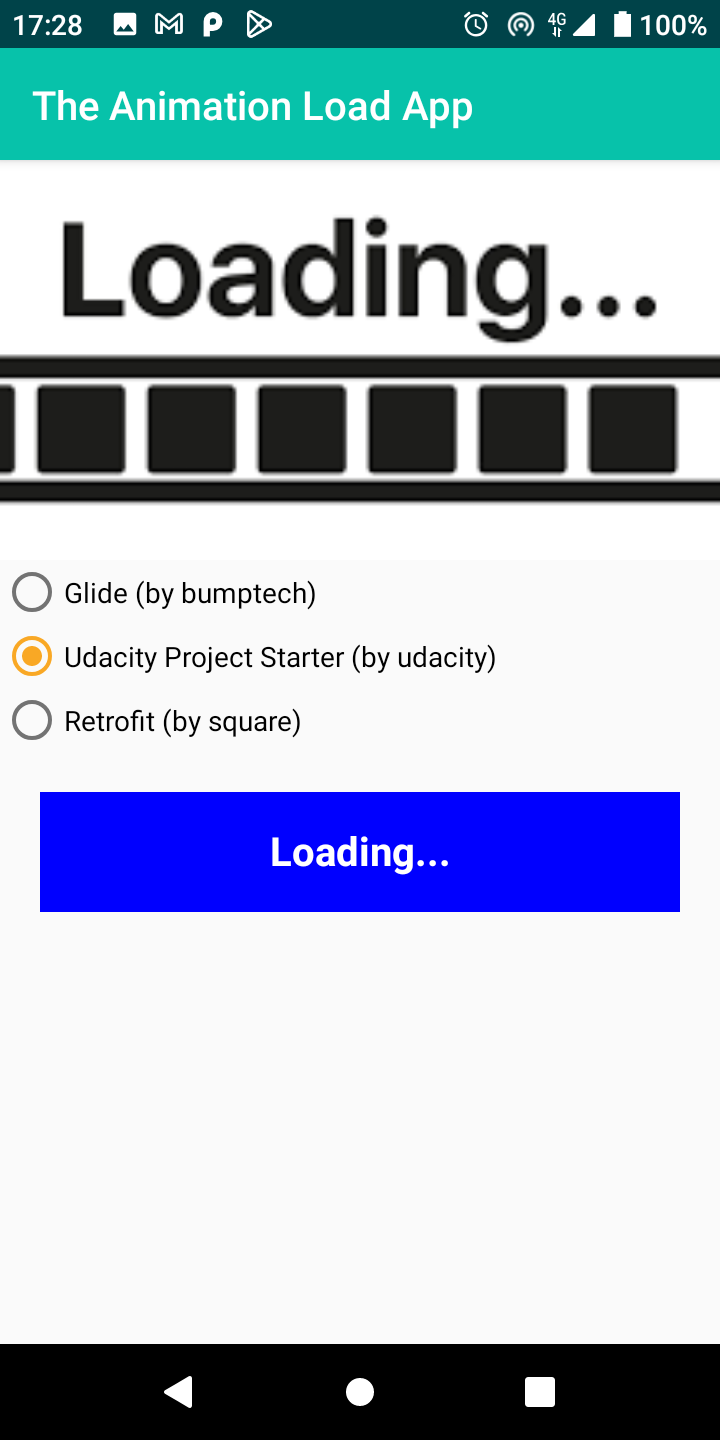 17:28 4G 100%
The Animation Load App
Loading...
Glide (by bumptech)
Udacity Project Starter (by udacity)
Retrofit (by square)
Loading...